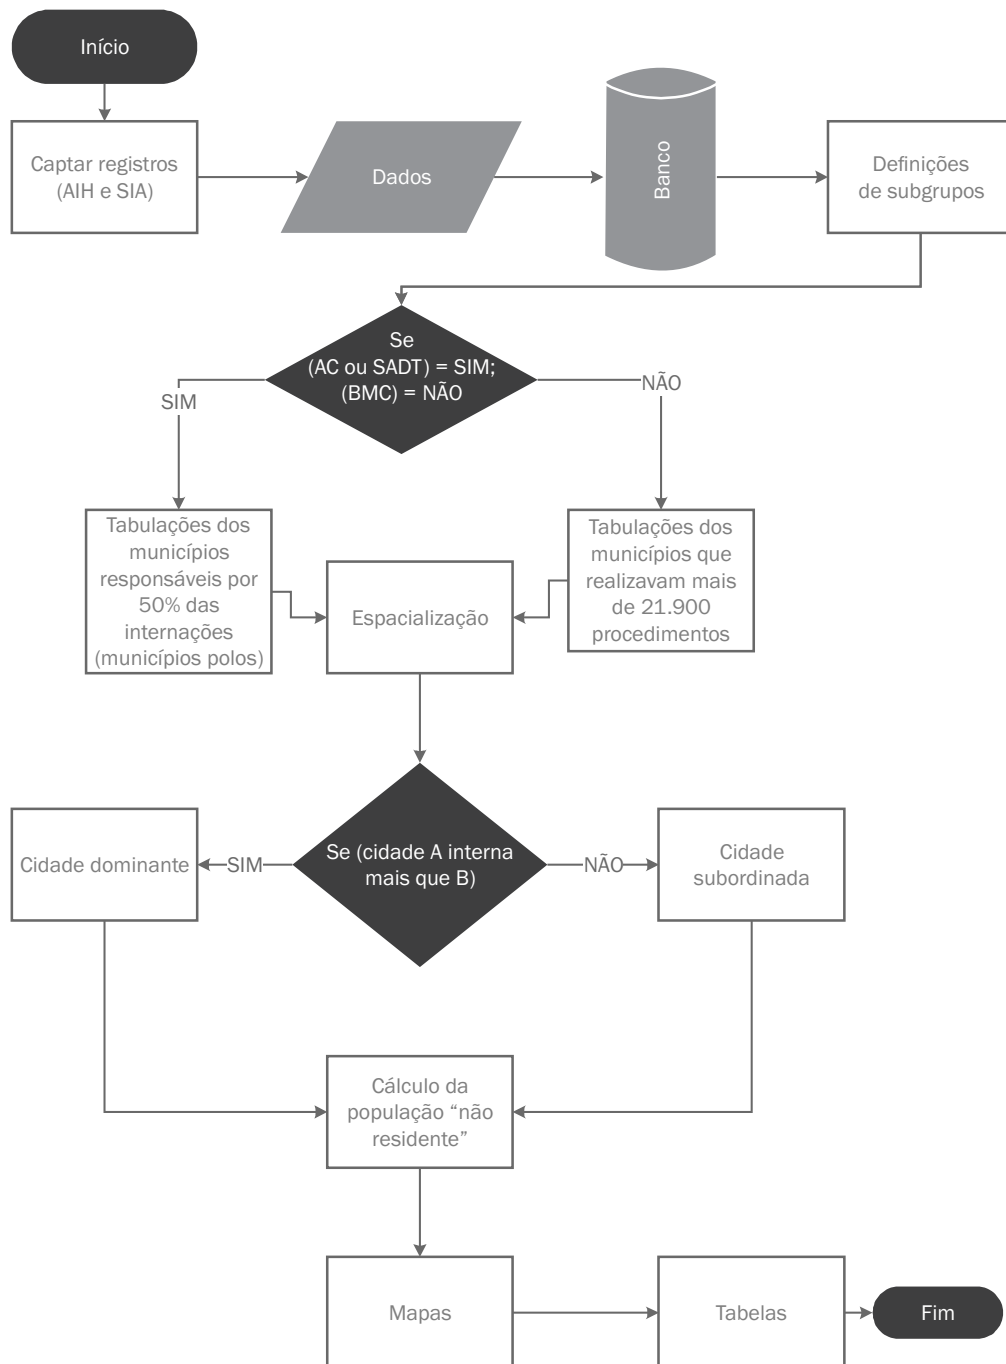 Início
Captar registros
(AIH e SIA)
Dados
Banco
Definições
de subgrupos
Se
(AC ou SADT) = SIM;
(BMC) = NÃO
SIM
NÃO
Tabulações dos
municípios
responsáveis por
50% das
internações
(municípios polos)
Espacialização
Tabulações dos
municípios que
realizavam mais
de 21.900
procedimentos
Cidade dominante
SIM
Se (cidade A interna
mais que B)
NÃO
Cidade
subordinada
Cálculo da
população “não
residente”
Mapas
Tabelas
Fim